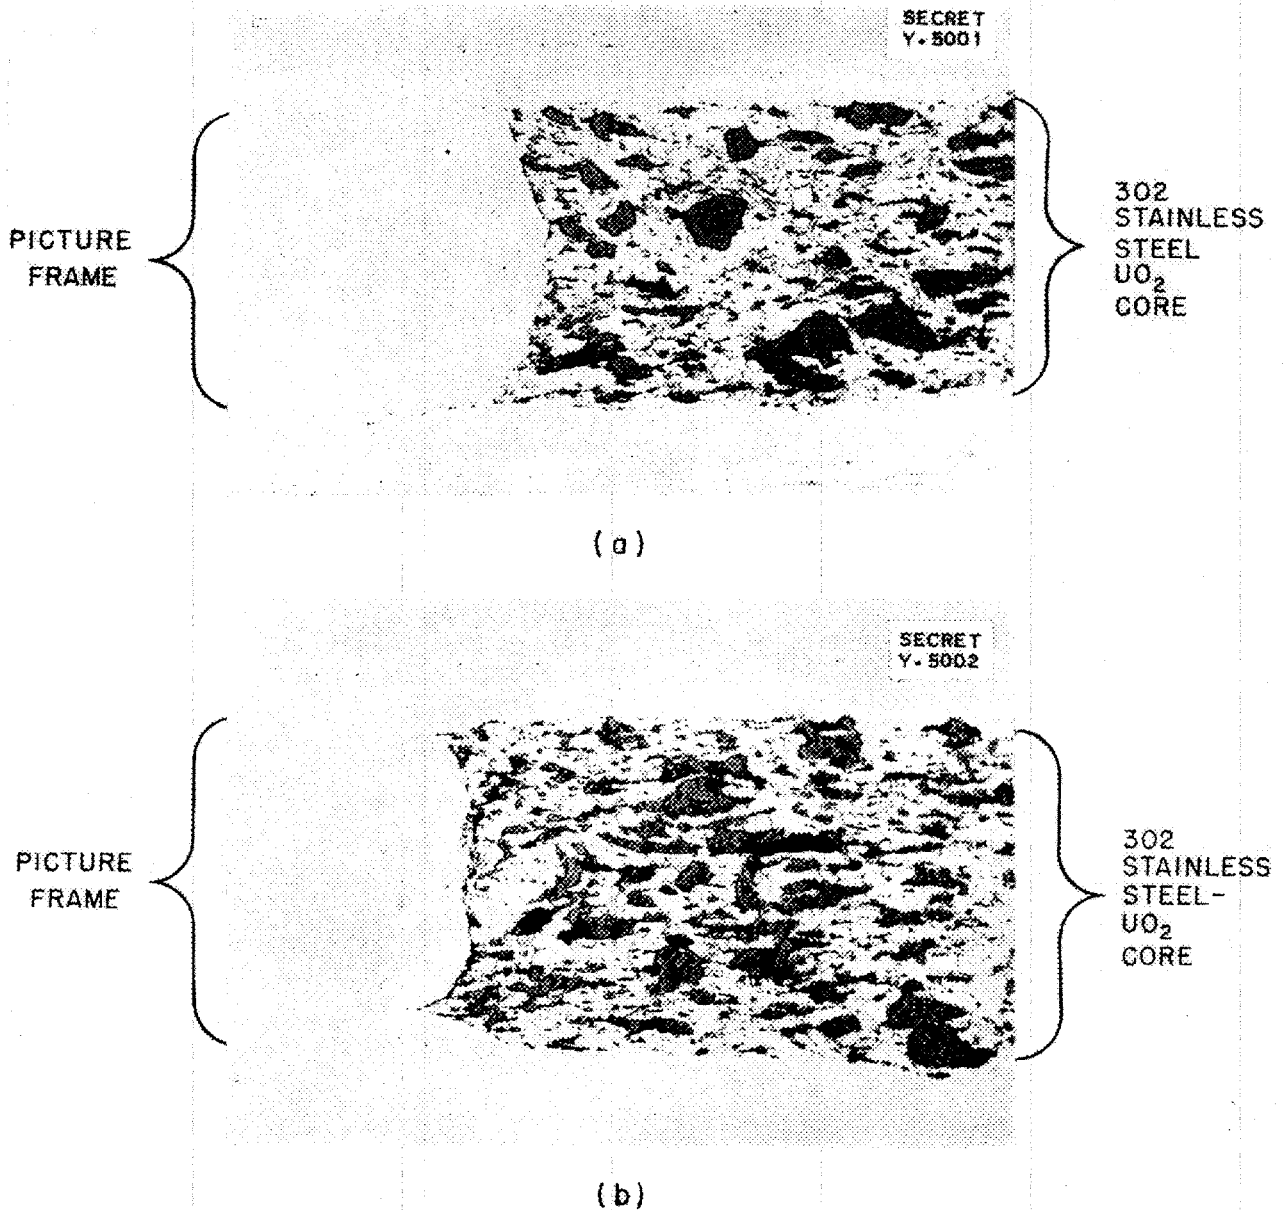 SECRET
Y-5001
PICTURE
FRAME
302
STAINLESS
STEEL
UO₂
CORE
(a)
SECRET
Y-5002
PICTURE
FRAME
302
STAINLESS
STEEL-
UO₂
CORE
(b)